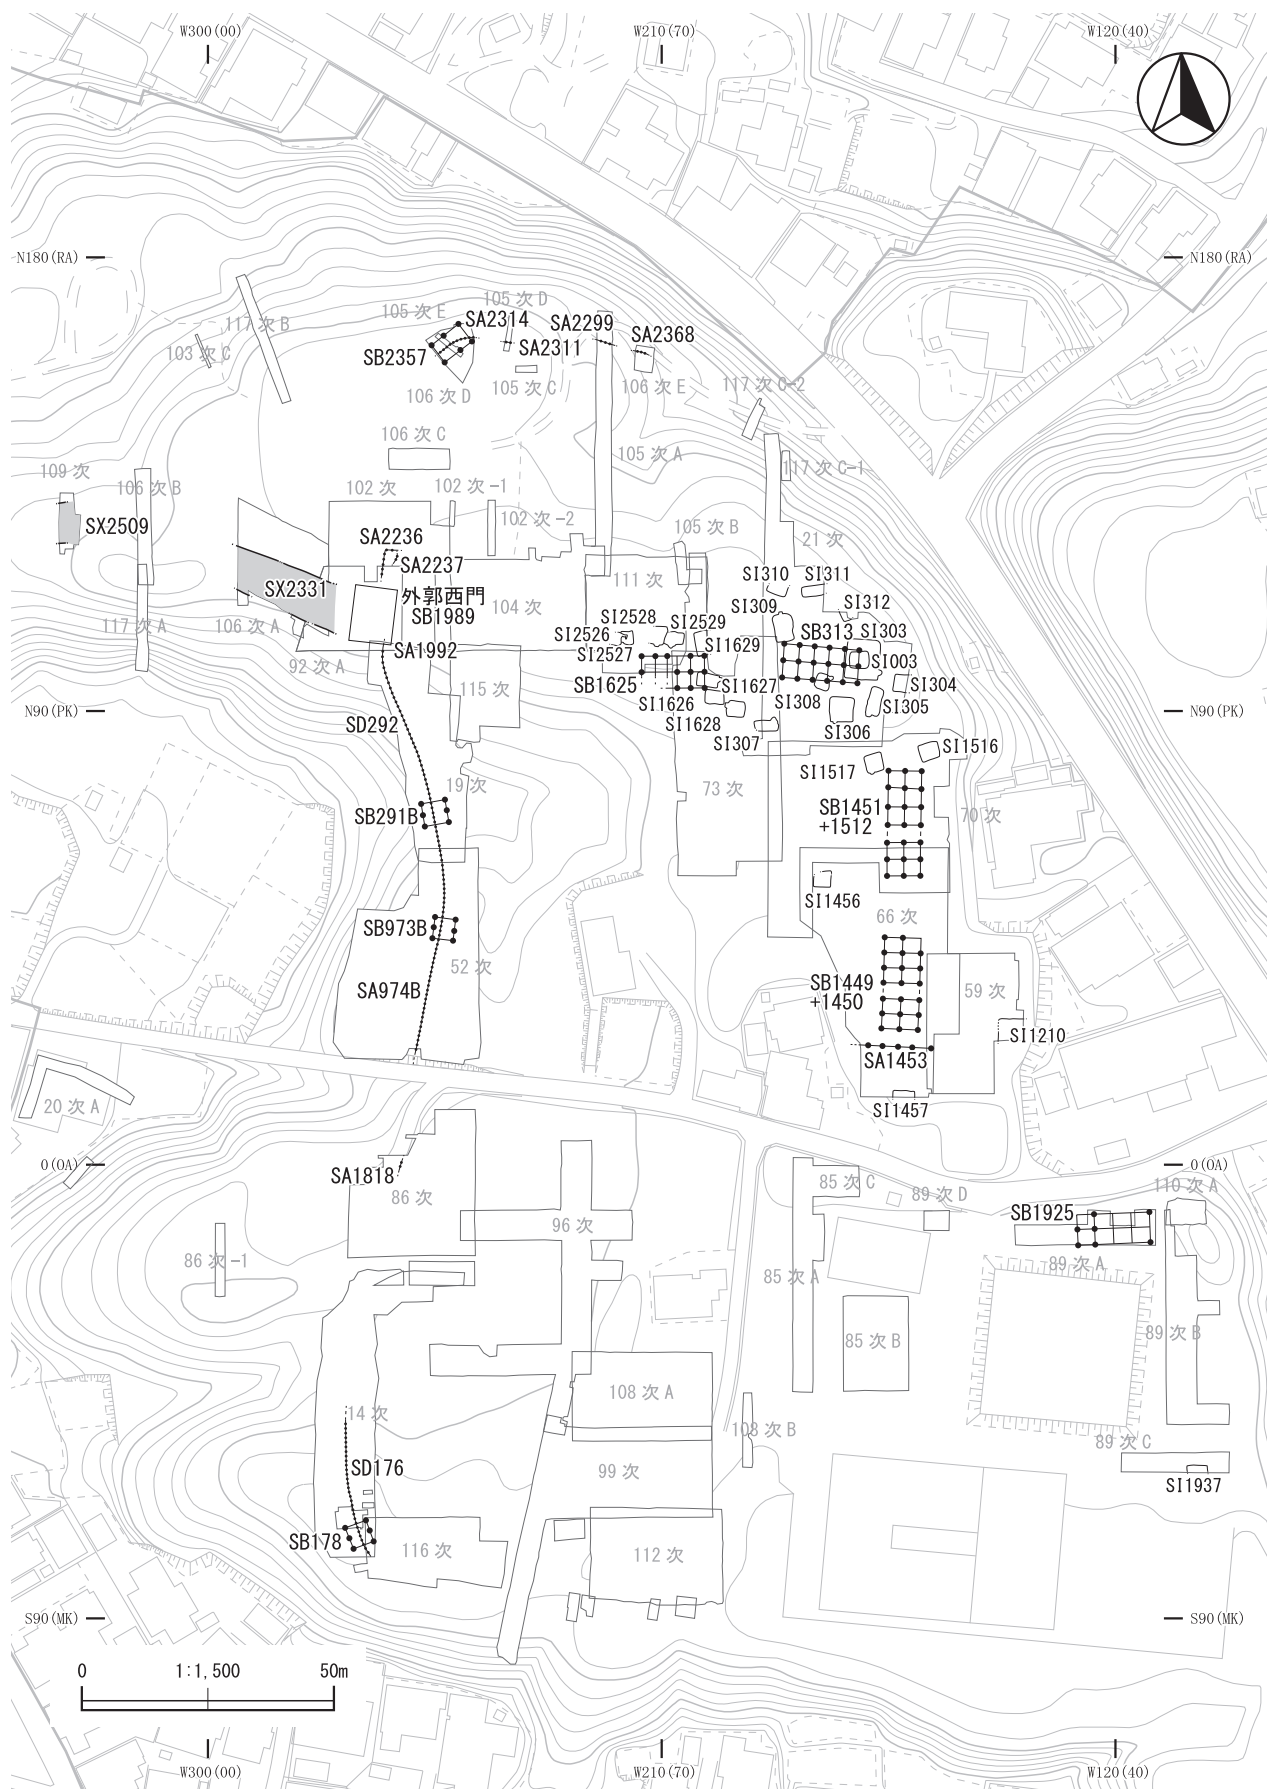 W300(00)
W210(70)
W120(40)
N180(RA)
N180(RA)
105次D
105次E
SA2314
SA2299
SA2368
117次B
SB2357
SA2311
103次C
106次D
105次C
106次E
117次C-2
106次C
105次A
117次C-1
109次
106次B
102次
102次-1
SX2509
102次-2
105次B
21次
SA2236
SA2237
SX2331
外郭西門
SB1989
104次
111次
SI310
SI311
SI309
SI312
117次A
106次A
SI2528
SI2529
SI2526
SI2527
SB313
SI303
92次A
SA1992
SI1629
SI003
SB1625
SI1627
SI304
115次
SI1626
SI308
SI305
N90(PK)
N90(PK)
SD292
SI1628
SI307
SI306
SI1516
SI1517
19次
73次
SB291B
SB1451
+1512
70次
SI1456
66次
SB973B
52次
SA974B
SB1449
+1450
59次
SI1210
SA1453
20次A
SI1457
0(OA)
0(OA)
SA1818
86次
85次C
89次D
110次A
96次
SB1925
86次-1
85次A
89次A
85次B
89次B
108次A
14次
108次B
89次C
SD176
99次
SI1937
SB178
116次
112次
S90(MK)
S90(MK)
0
1:1,500
50m
W300(00)
W210(70)
W120(40)